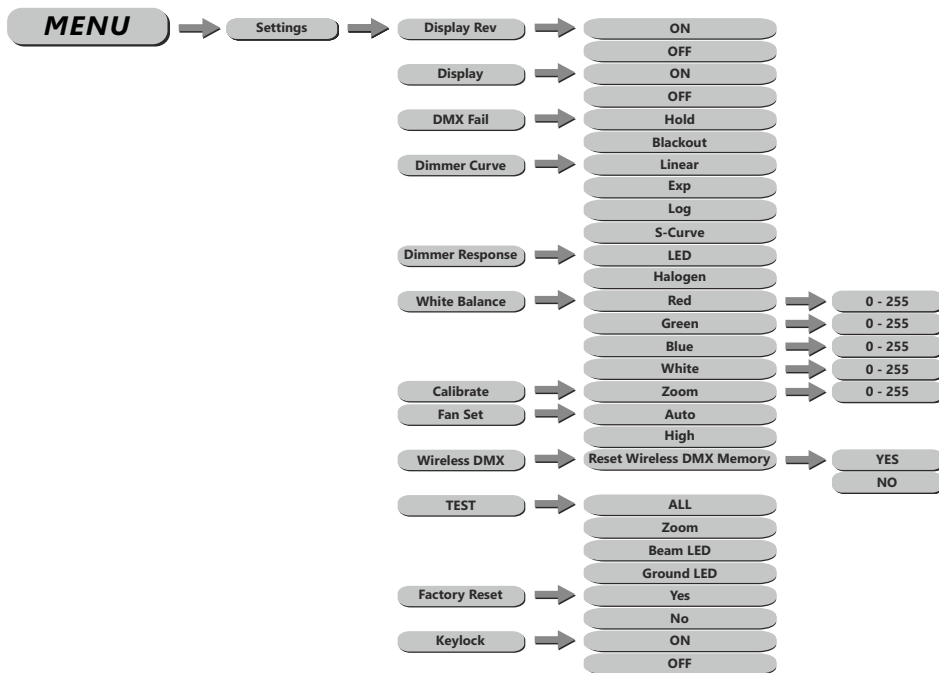 MENU Settings Display Rev ON
OFF
Display ON
OFF
DMX Fail Hold
Blackout
Dimmer Curve Linear
Exp
Log
S-Curve
Dimmer Response LED
Halogen
White Balance Red 0 - 255
Green 0 - 255
Blue 0 - 255
White 0 - 255
Calibrate Zoom 0 - 255
Fan Set Auto
High
Wireless DMX Reset Wireless DMX Memory YES
NO
TEST ALL
Zoom
Beam LED
Ground LED
Factory Reset Yes
No
Keylock ON
OFF